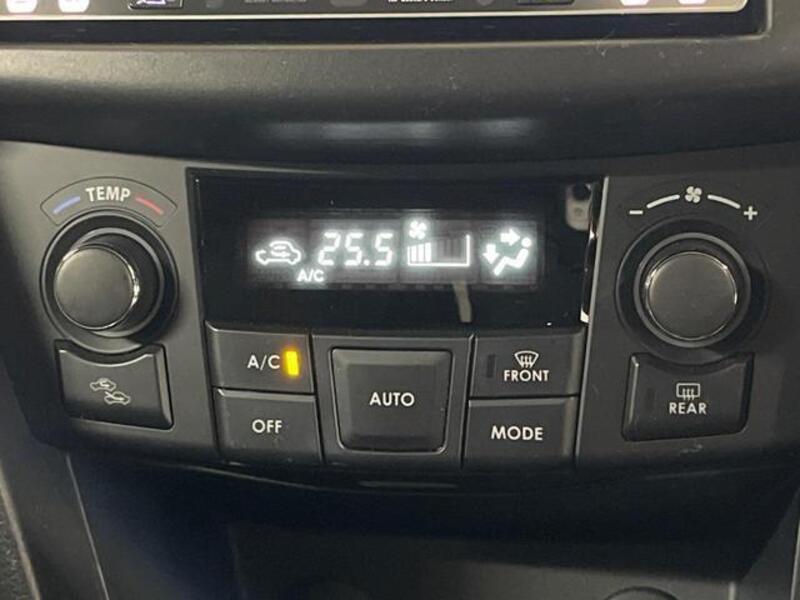 TEMP
25.5
A/C
- +
A/C
AUTO
FRONT
OFF
MODE
REAR